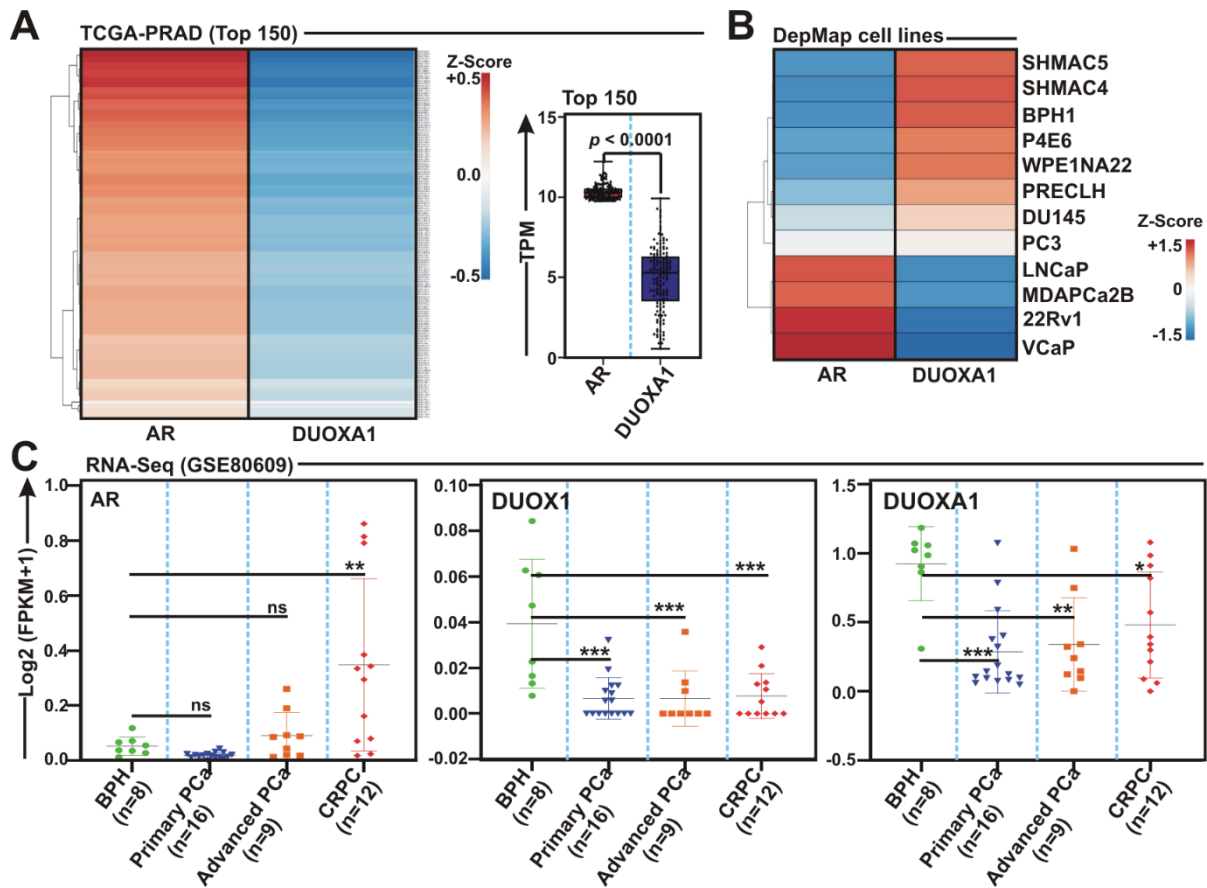 A
TCGA-PRAD (Top 150)
Z-Score
+0.5
0.0
-0.5
AR
DUOXA1
Top 150
p < 0.0001
TPM
15
10
5
0
AR
DUOXA1
B
DepMap cell lines
SHMAC5
SHMAC4
BPH1
P4E6
WPE1NA22
PRECLH
DU145
PC3
LNCaP
MDAPCa2B
22Rv1
VCaP
Z-Score
+1.5
0
-1.5
AR
DUOXA1
C
RNA-Seq (GSE80609)
Log2 (FPKM+1)
AR
1.0
0.8
0.6
0.4
0.2
0.0
**
ns
ns
BPH
(n=8)
Primary PCa
(n=16)
Advanced PCa
(n=9)
CRPC
(n=12)
DUOX1
0.10
0.08
0.06
0.04
0.02
0.00
-0.02
***
***
***
BPH
(n=8)
Primary PCa
(n=16)
Advanced PCa
(n=9)
CRPC
(n=12)
DUOXA1
1.5
1.0
0.5
0.0
-0.5
*
**
***
BPH
(n=8)
Primary PCa
(n=16)
Advanced PCa
(n=9)
CRPC
(n=12)